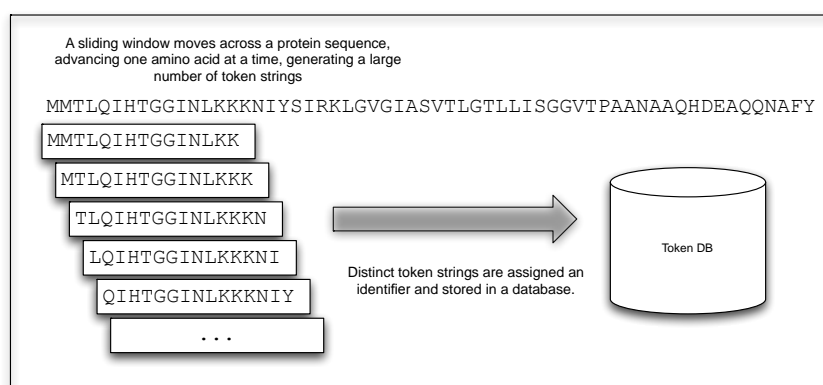 A sliding window moves across a protein sequence,
advancing one amino acid at a time, generating a large
number of token strings
MMTLQIHTGGINLKKKNIYSIRKLGVGIASVTLGTLLISGGVTPAANAAQHDEAQQNAFY
MMTLQIHTGGINLKK
MTLQIHTGGINLKKK
TLQIHTGGINLKKKN
LQIHTGGINLKKKNI
QIHTGGINLKKKNIY
...
Distinct token strings are assigned an
identifier and stored in a database.
Token DB